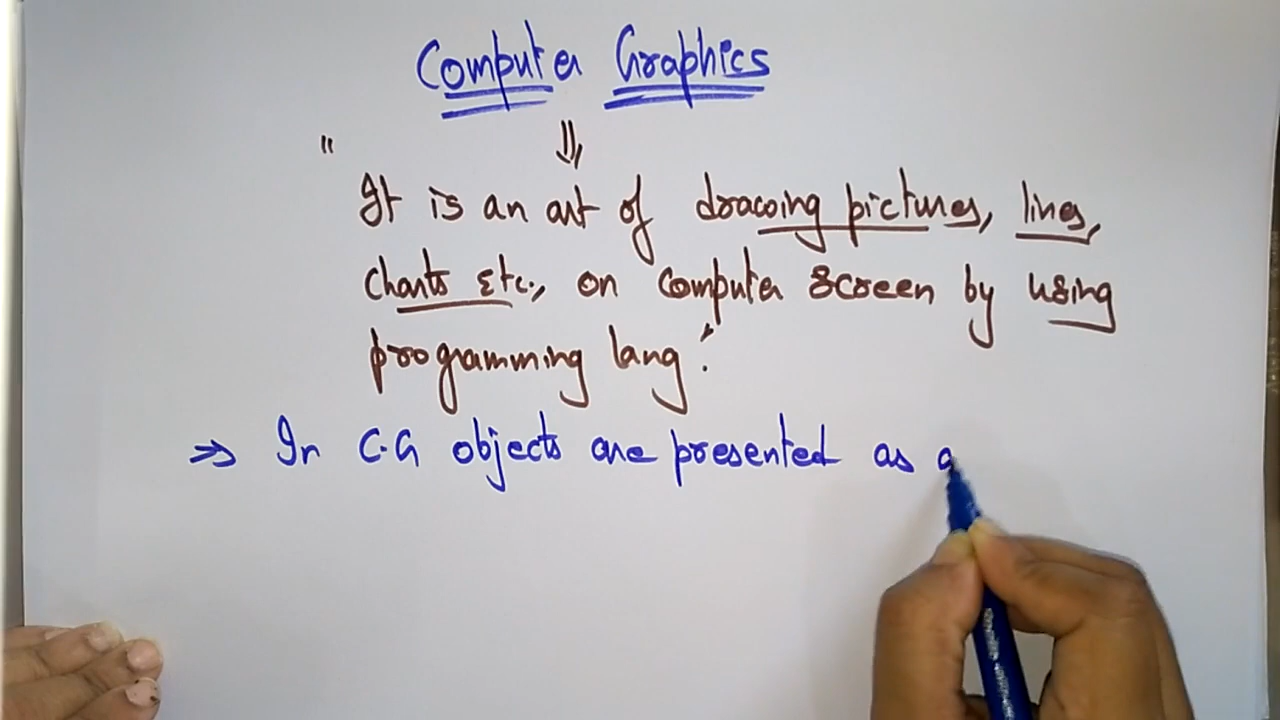 Computer Graphics
⇓
"It is an art of drawing pictures, lines,
charts etc., on computer screen by using
programming lang".
⇒ In C.G objects are presented as a